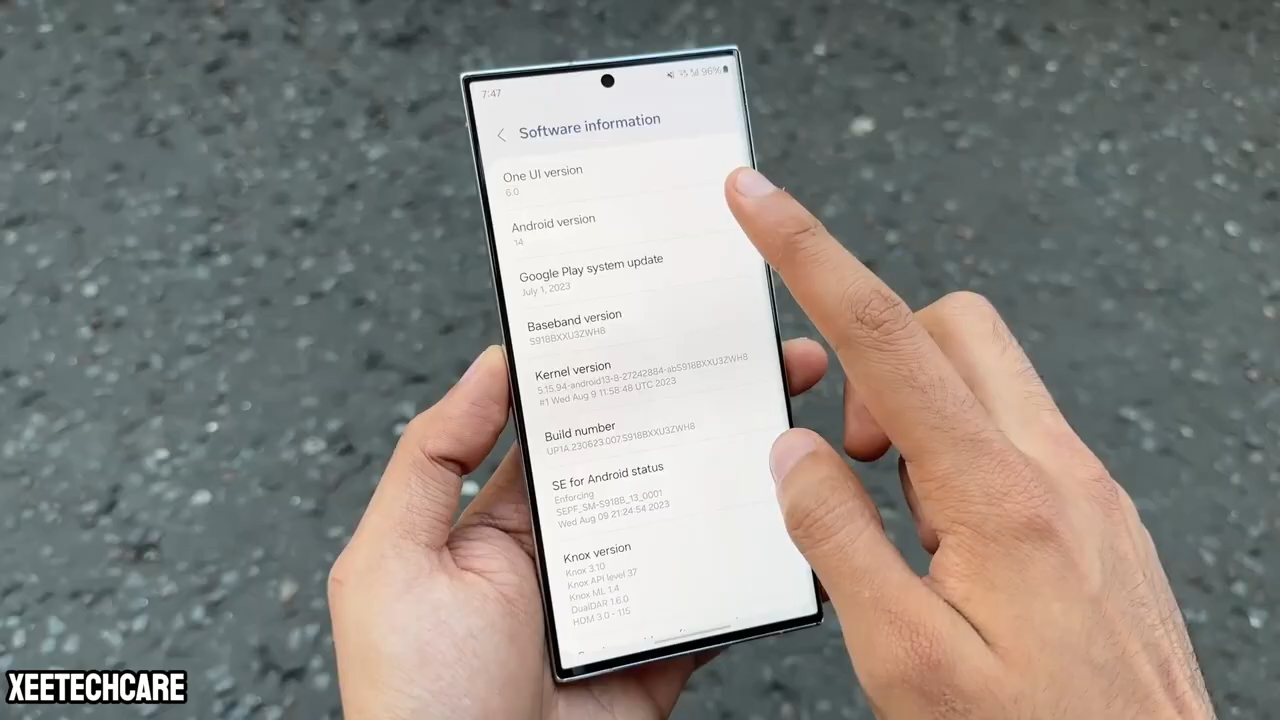 7:47
96%
Software information
One UI version
6.0
Android version
14
Google Play system update
July 1, 2023
Baseband version
S918BXXU3ZWH8
Kernel version
5.15.94-android13-8-27242884-abS918BXXU3ZWH8
#1 Wed Aug 9 11:58:48 UTC 2023
Build number
UP1A.230623.007.S918BXXU3ZWH8
SE for Android status
Enforcing
SEPF_SM-S918B_13_0001
Wed Aug 09 21:24:54 2023
Knox version
Knox 3.10
Knox API level 37
Knox ML 1.4
DualDAR 1.6.0
HDM 3.0 - 115
XEETECHCARE